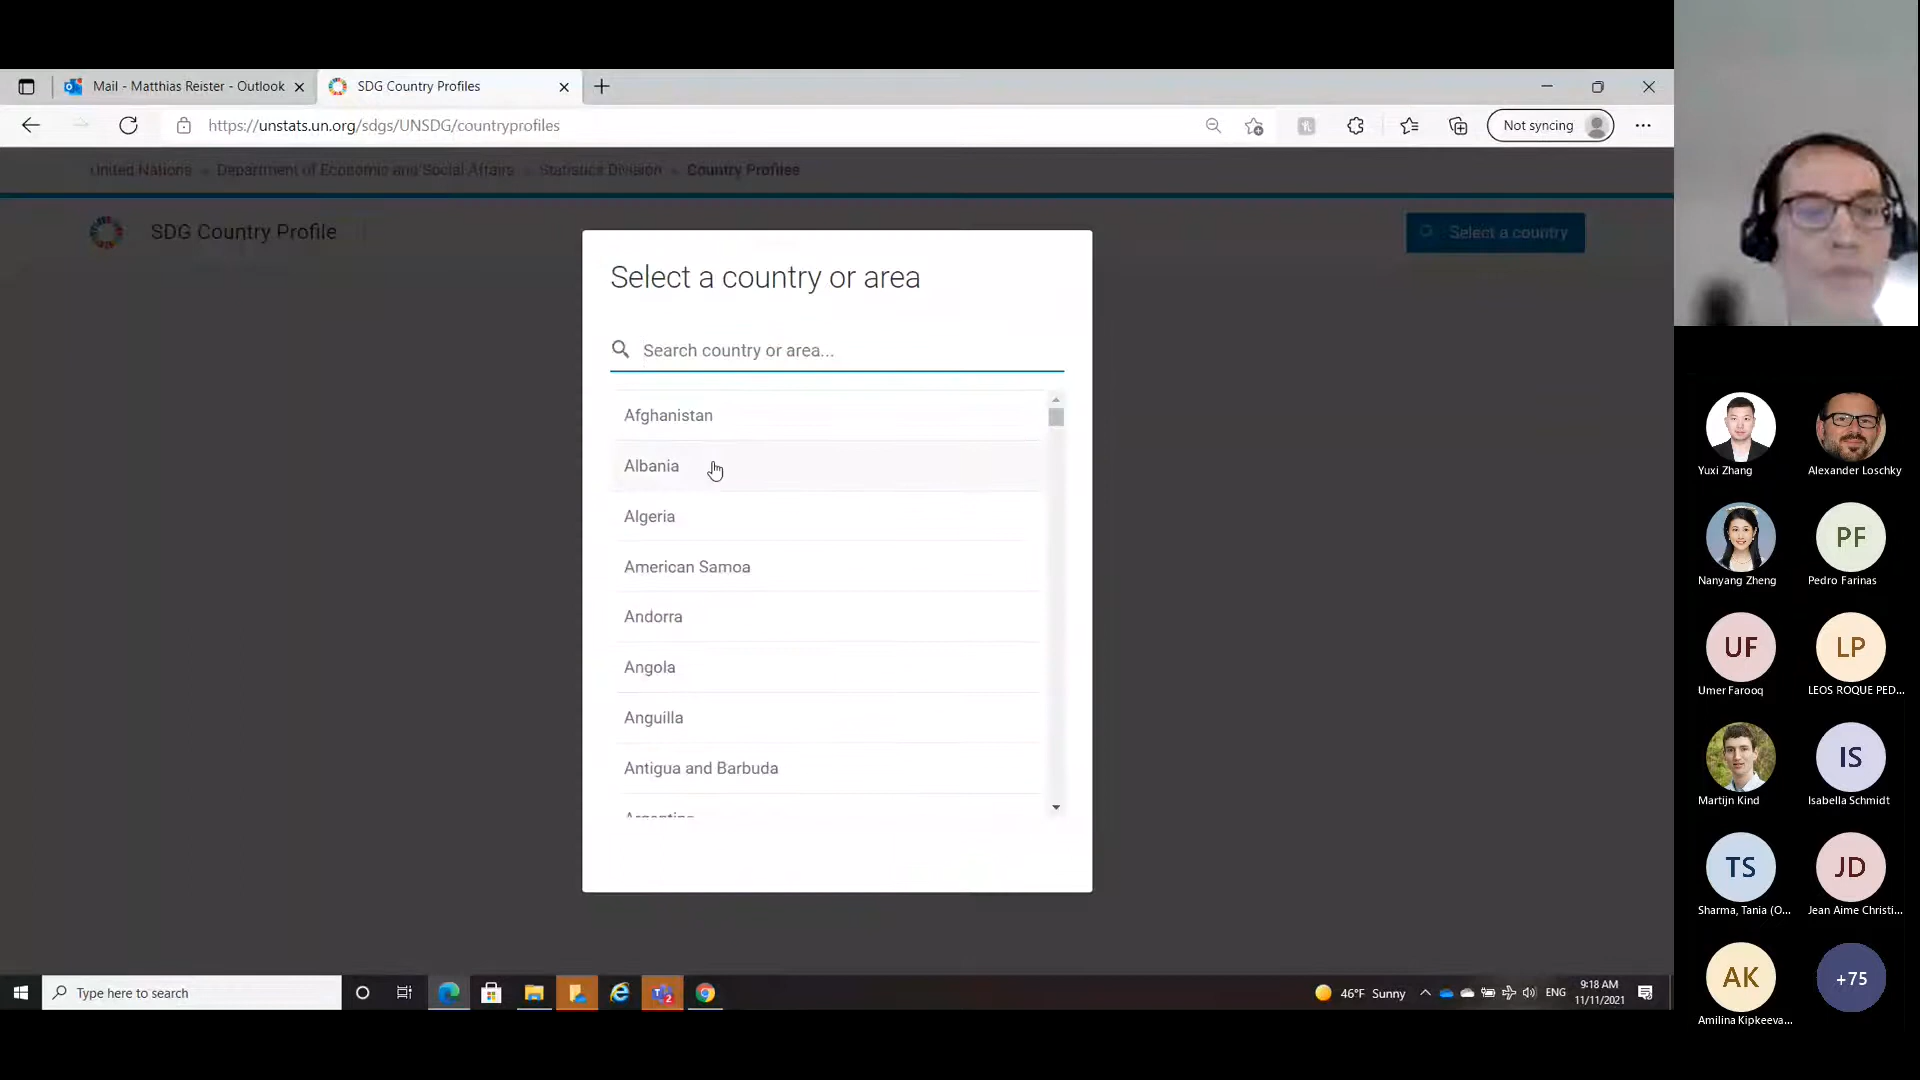 Mail - Matthias Reister - Outlook
SDG Country Profiles
https://unstats.un.org/sdgs/UNSDG/countryprofiles
Not syncing
United Nations
Department of Economic and Social Affairs
Statistics Division
Country Profiles
SDG Country Profile
Select a country
Select a country or area
Search country or area...
Afghanistan
Albania
Algeria
American Samoa
Andorra
Angola
Anguilla
Antigua and Barbuda
Argentina
Type here to search
46°F Sunny
ENG
9:18 AM
11/11/2021
Yuxi Zhang
Alexander Loschky
Nanyang Zheng
PF
Pedro Farinas
UF
Umer Farooq
LP
LEOS ROQUE PED...
Martijn Kind
IS
Isabella Schmidt
TS
Sharma, Tania (O...
JD
Jean Aime Christi...
AK
Amilina Kipkeeva...
+75